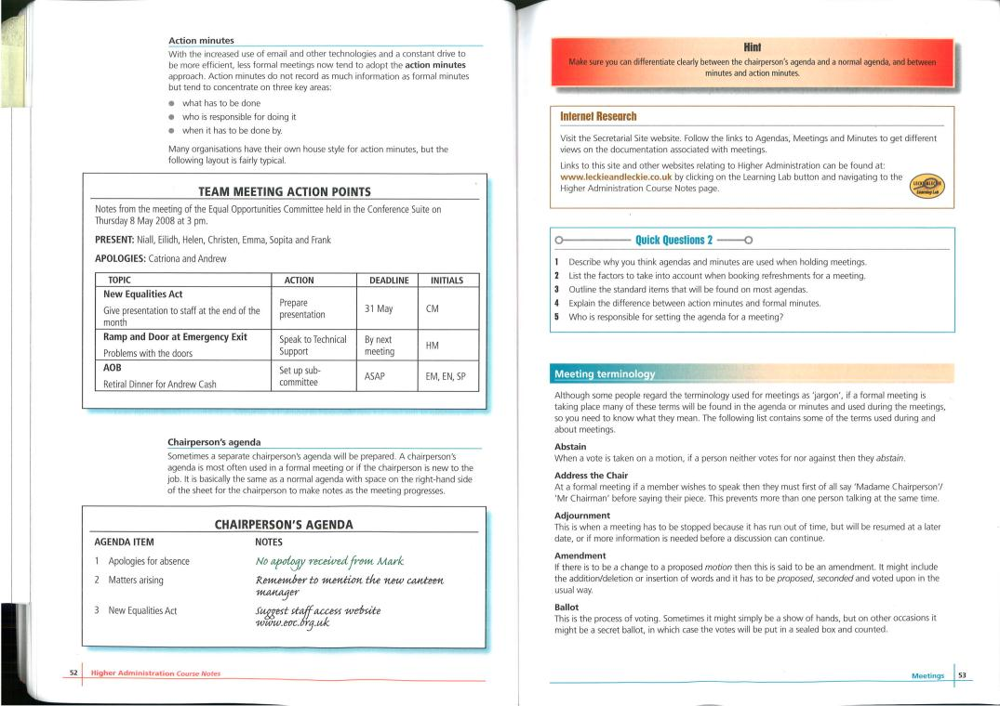 Action minutes
With the increased use of email and other technologies and a constant drive to
be more efficient, less formal meetings now tend to adopt the action minutes
approach. Action minutes do not record as much information as formal minutes
but tend to concentrate on three key areas:
● what has to be done
● who is responsible for doing it
● when it has to be done by.
Many organisations have their own house style for action minutes, but the
following layout is fairly typical.
TEAM MEETING ACTION POINTS
Notes from the meeting of the Equal Opportunities Committee held in the Conference Suite on
Thursday 8 May 2008 at 3 pm.
PRESENT: Niall, Eilidh, Helen, Christen, Emma, Sopita and Frank
APOLOGIES: Catriona and Andrew
TOPIC ACTION DEADLINE INITIALS
New Equalities Act
Give presentation to staff at the end of the
month
Prepare
presentation
31 May
CM
Ramp and Door at Emergency Exit
Problems with the doors
Speak to Technical
Support
By next
meeting
HM
AOB
Retiral Dinner for Andrew Cash
Set up sub-
committee
ASAP
EM, EN, SP
Chairperson's agenda
Sometimes a separate chairperson's agenda will be prepared. A chairperson's
agenda is most often used in a formal meeting or if the chairperson is new to the
job. It is basically the same as a normal agenda with space on the right-hand side
of the sheet for the chairperson to make notes as the meeting progresses.
CHAIRPERSON'S AGENDA
AGENDA ITEM NOTES
1 Apologies for absence No apology received from Mark
2 Matters arising Remember to mention the new canteen
manager
3 New Equalities Act Suggest staff access website
www.eoc.org.uk
52 Higher Administration Course Notes
Hint
Make sure you can differentiate clearly between the chairperson's agenda and a normal agenda, and between
minutes and action minutes.
Internet Research
Visit the Secretarial Site website. Follow the links to Agendas, Meetings and Minutes to get different
views on the documentation associated with meetings.
Links to this site and other websites relating to Higher Administration can be found at:
www.leckieandleckie.co.uk by clicking on the Learning Lab button and navigating to the
Higher Administration Course Notes page.
LECKIE&LECKIE
Learning Lab
Quick Questions 2
1 Describe why you think agendas and minutes are used when holding meetings.
2 List the factors to take into account when booking refreshments for a meeting.
3 Outline the standard items that will be found on most agendas.
4 Explain the difference between action minutes and formal minutes.
5 Who is responsible for setting the agenda for a meeting?
Meeting terminology
Although some people regard the terminology used for meetings as 'jargon', if a formal meeting is
taking place many of these terms will be found in the agenda or minutes and used during the meetings,
so you need to know what they mean. The following list contains some of the terms used during and
about meetings.
Abstain
When a vote is taken on a motion, if a person neither votes for nor against then they abstain.
Address the Chair
At a formal meeting if a member wishes to speak then they must first of all say 'Madame Chairperson'/
'Mr Chairman' before saying their piece. This prevents more than one person talking at the same time.
Adjournment
This is when a meeting has to be stopped because it has run out of time, but will be resumed at a later
date, or if more information is needed before a discussion can continue.
Amendment
If there is to be a change to a proposed motion then this is said to be an amendment. It might include
the addition/deletion or insertion of words and it has to be proposed, seconded and voted upon in the
usual way.
Ballot
This is the process of voting. Sometimes it might simply be a show of hands, but on other occasions it
might be a secret ballot, in which case the votes will be put in a sealed box and counted.
Meetings 53